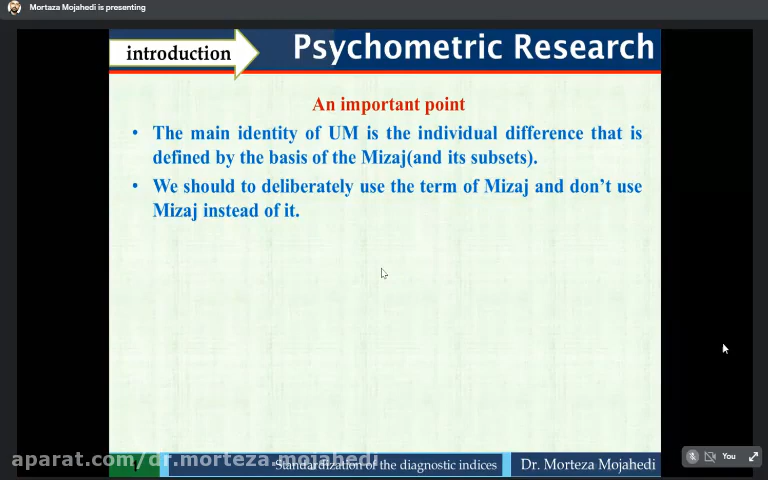 Mortaza Mojahedi is presenting
introduction
Psychometric Research
An important point
• The main identity of UM is the individual difference that is
defined by the basis of the Mizaj(and its subsets).
• We should to deliberately use the term of Mizaj and don't use
Mizaj instead of it.
You
aparat.com/dr.morteza.mojahedi
Standardization of the diagnostic indices
Dr. Morteza Mojahedi